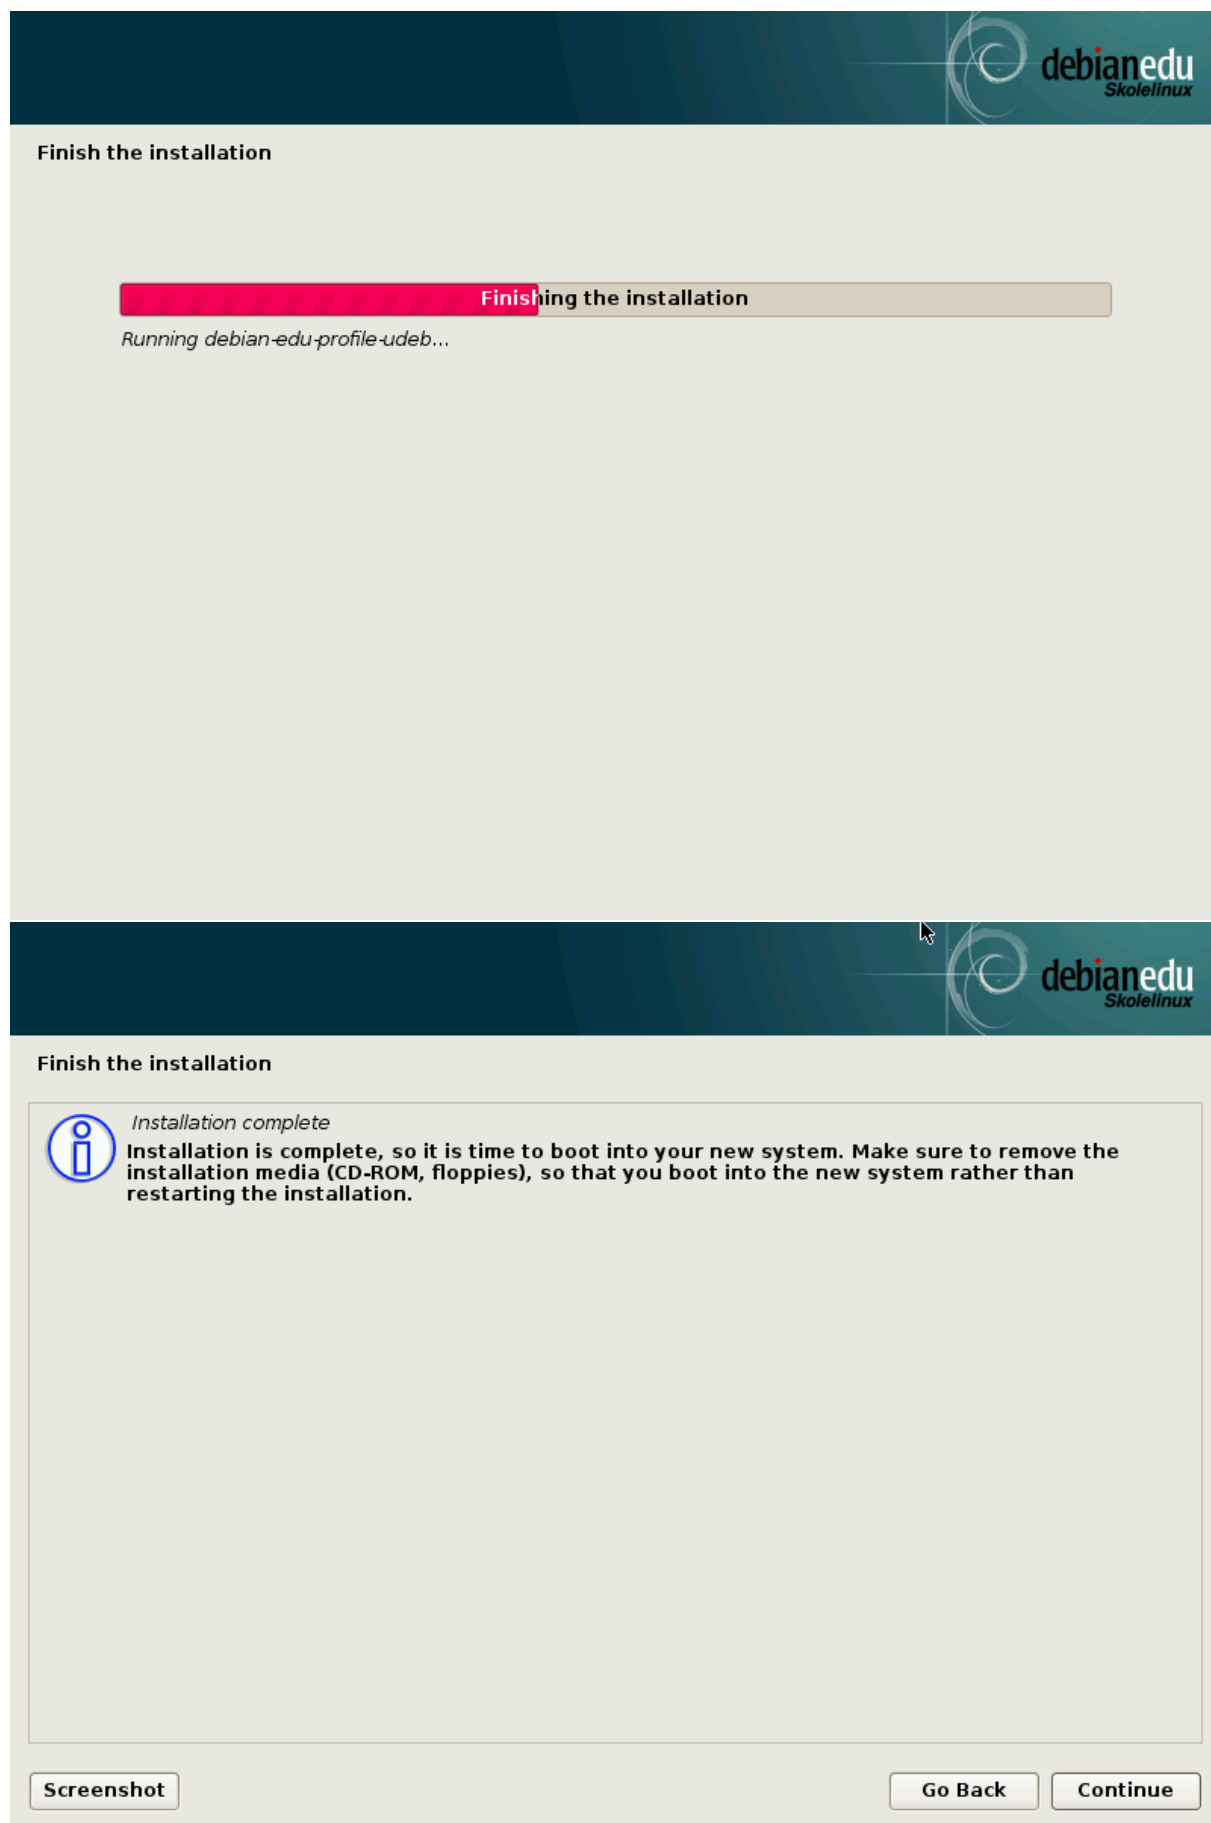 debianedu
Skolelinux
Finish the installation
Finishing the installation
Running debian-edu-profile-udeb...
debianedu
Skolelinux
Finish the installation
Installation complete
Installation is complete, so it is time to boot into your new system. Make sure to remove the
installation media (CD-ROM, floppies), so that you boot into the new system rather than
restarting the installation.
Screenshot
Go Back
Continue